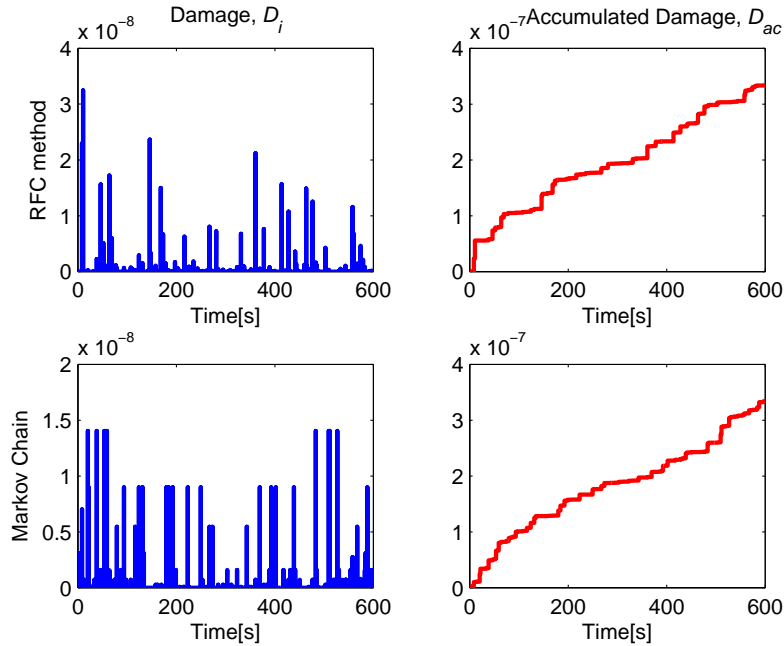 Damage, D_i
x 10^-8
4
3
2
1
0
RFC method
0 200 400 600
Time[s]
Accumulated Damage, D_ac
x 10^-7
4
3
2
1
0
0 200 400 600
Time[s]
x 10^-8
2
1.5
1
0.5
0
Markov Chain
0 200 400 600
Time[s]
x 10^-7
4
3
2
1
0
0 200 400 600
Time[s]